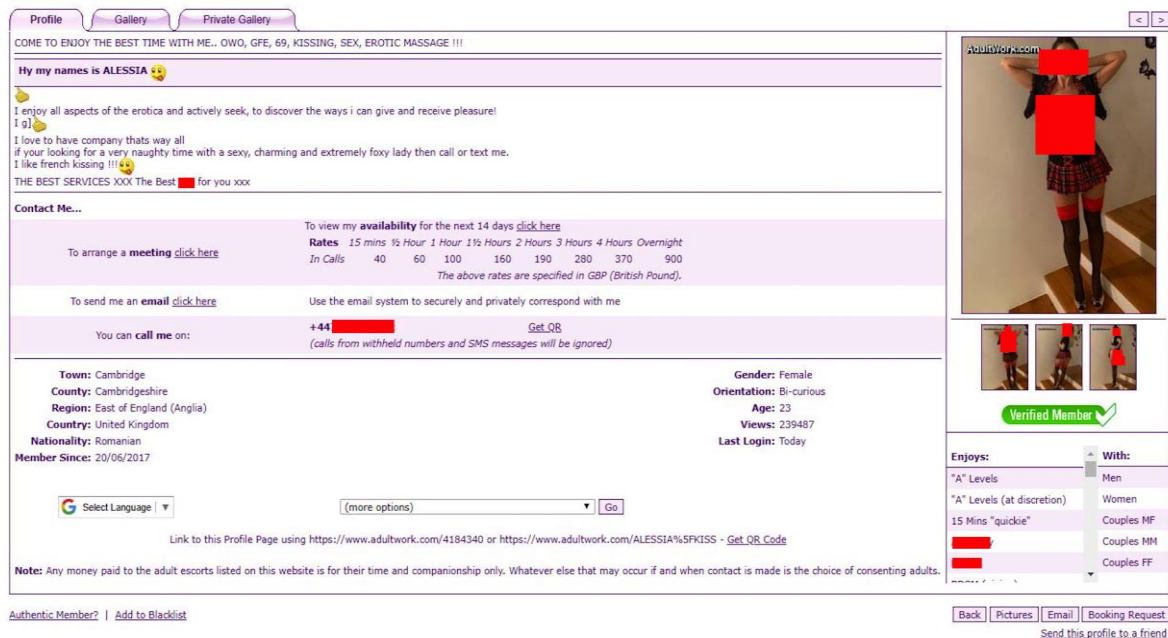 Profile
Gallery
Private Gallery
< >
COME TO ENJOY THE BEST TIME WITH ME.. OWO, GFE, 69, KISSING, SEX, EROTIC MASSAGE !!!
Hy my names is ALESSIA
I enjoy all aspects of the erotica and actively seek, to discover the ways i can give and receive pleasure!
I g]
I love to have company thats way all
if your looking for a very naughty time with a sexy, charming and extremely foxy lady then call or text me.
I like french kissing !!!
THE BEST SERVICES XXX The Best for you xxx
Contact Me...
To arrange a meeting click here
To view my availability for the next 14 days click here
Rates 15 mins ½ Hour 1 Hour 1½ Hours 2 Hours 3 Hours 4 Hours Overnight
In Calls 40 60 100 160 190 280 370 900
The above rates are specified in GBP (British Pound).
To send me an email click here
Use the email system to securely and privately correspond with me
You can call me on:
+44 Get QR
(calls from withheld numbers and SMS messages will be ignored)
Town: Cambridge
County: Cambridgeshire
Region: East of England (Anglia)
Country: United Kingdom
Nationality: Romanian
Member Since: 20/06/2017
Gender: Female
Orientation: Bi-curious
Age: 23
Views: 239487
Last Login: Today
Select Language
(more options) Go
Link to this Profile Page using https://www.adultwork.com/4184340 or https://www.adultwork.com/ALESSIA%5FKISS - Get QR Code
Note: Any money paid to the adult escorts listed on this website is for their time and companionship only. Whatever else that may occur if and when contact is made is the choice of consenting adults.
AdultWork.com
Verified Member
Enjoys:
"A" Levels
"A" Levels (at discretion)
15 Mins "quickie"
With:
Men
Women
Couples MF
Couples MM
Couples FF
Authentic Member? | Add to Blacklist
Back Pictures Email Booking Request
Send this profile to a friend